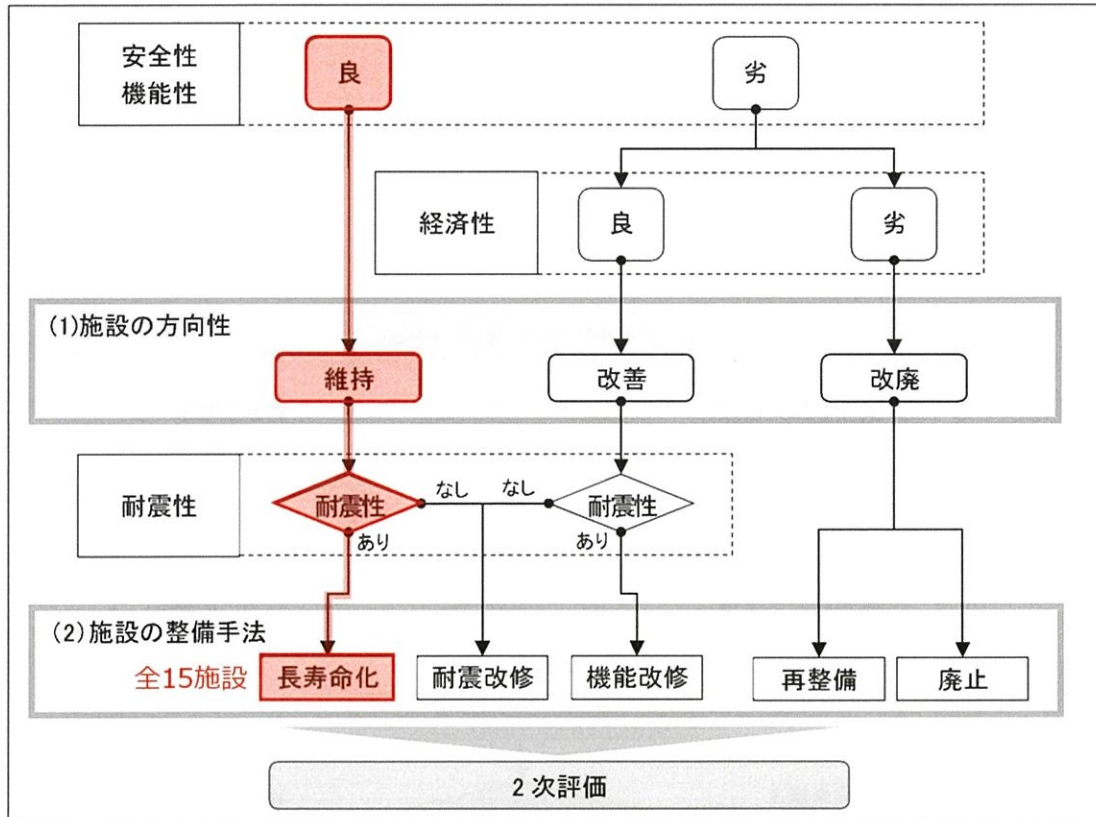 安全性
機能性
良
劣
経済性
良
劣
(1)施設の方向性
維持
改善
改廃
耐震性
耐震性
なし
なし
耐震性
あり
あり
(2)施設の整備手法
全15施設
長寿命化
耐震改修
機能改修
再整備
廃止
2次評価